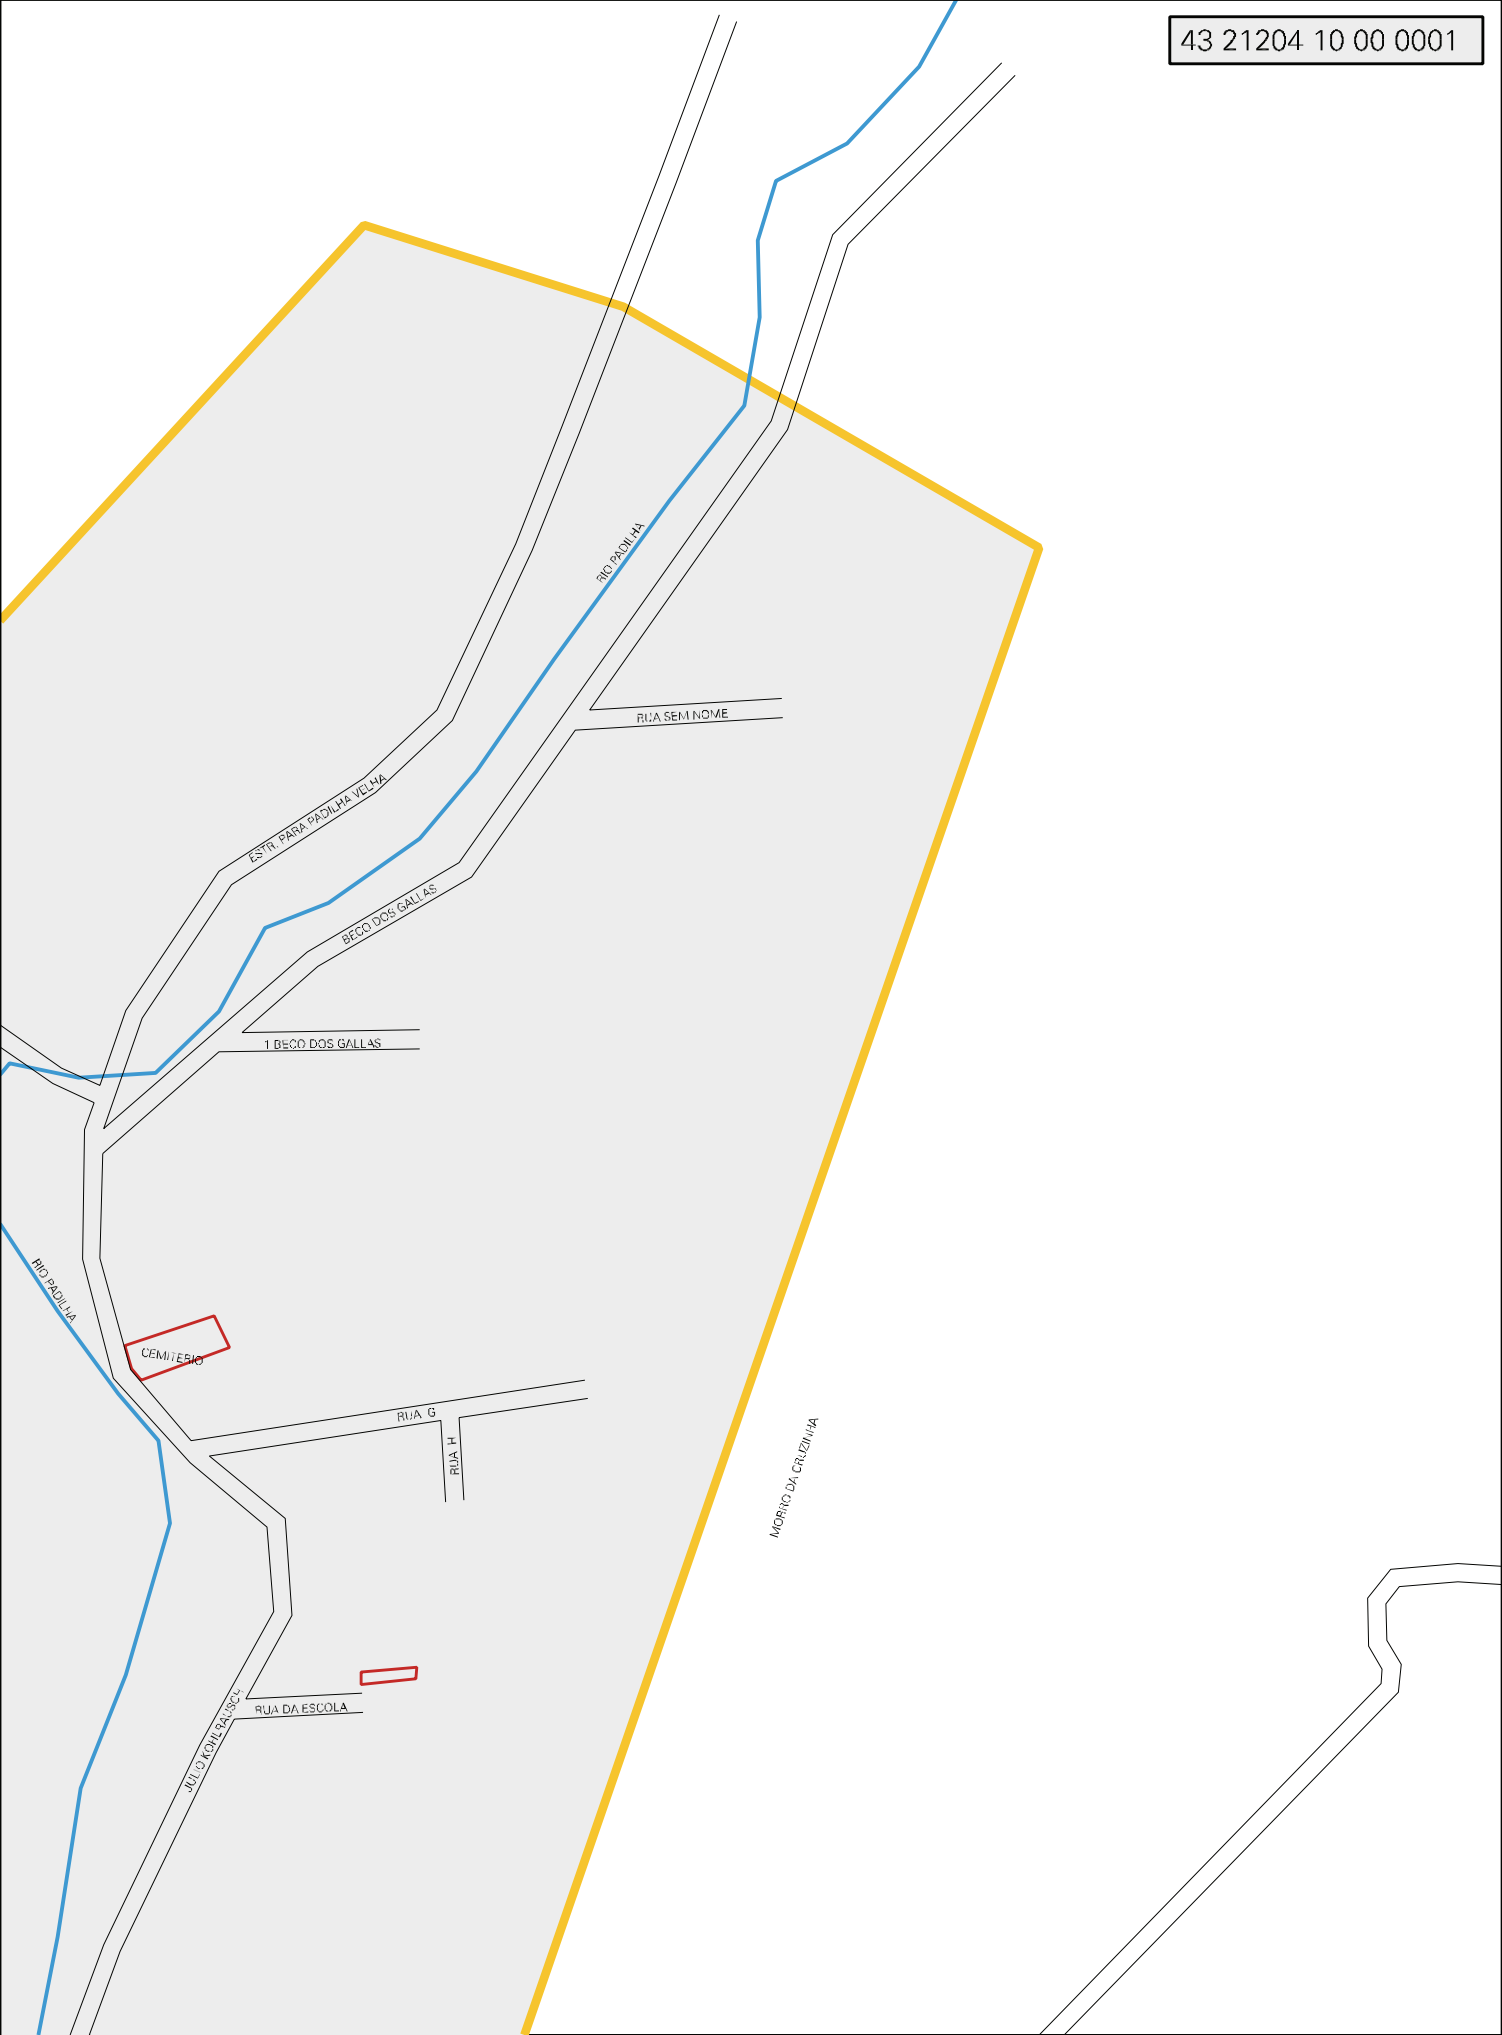 43 21204 10 00 0001
RIO PADILHA
RUA SEM NOME
ESTR. PARA PADILHA VELHA
BECO DOS GALLAS
1 BECO DOS GALLAS
RIO PADILHA
CEMITERIO
RUA G
RUA H
MORRO DA CRUZINHA
JULIO KOHLRAUSCH
RUA DA ESCOLA